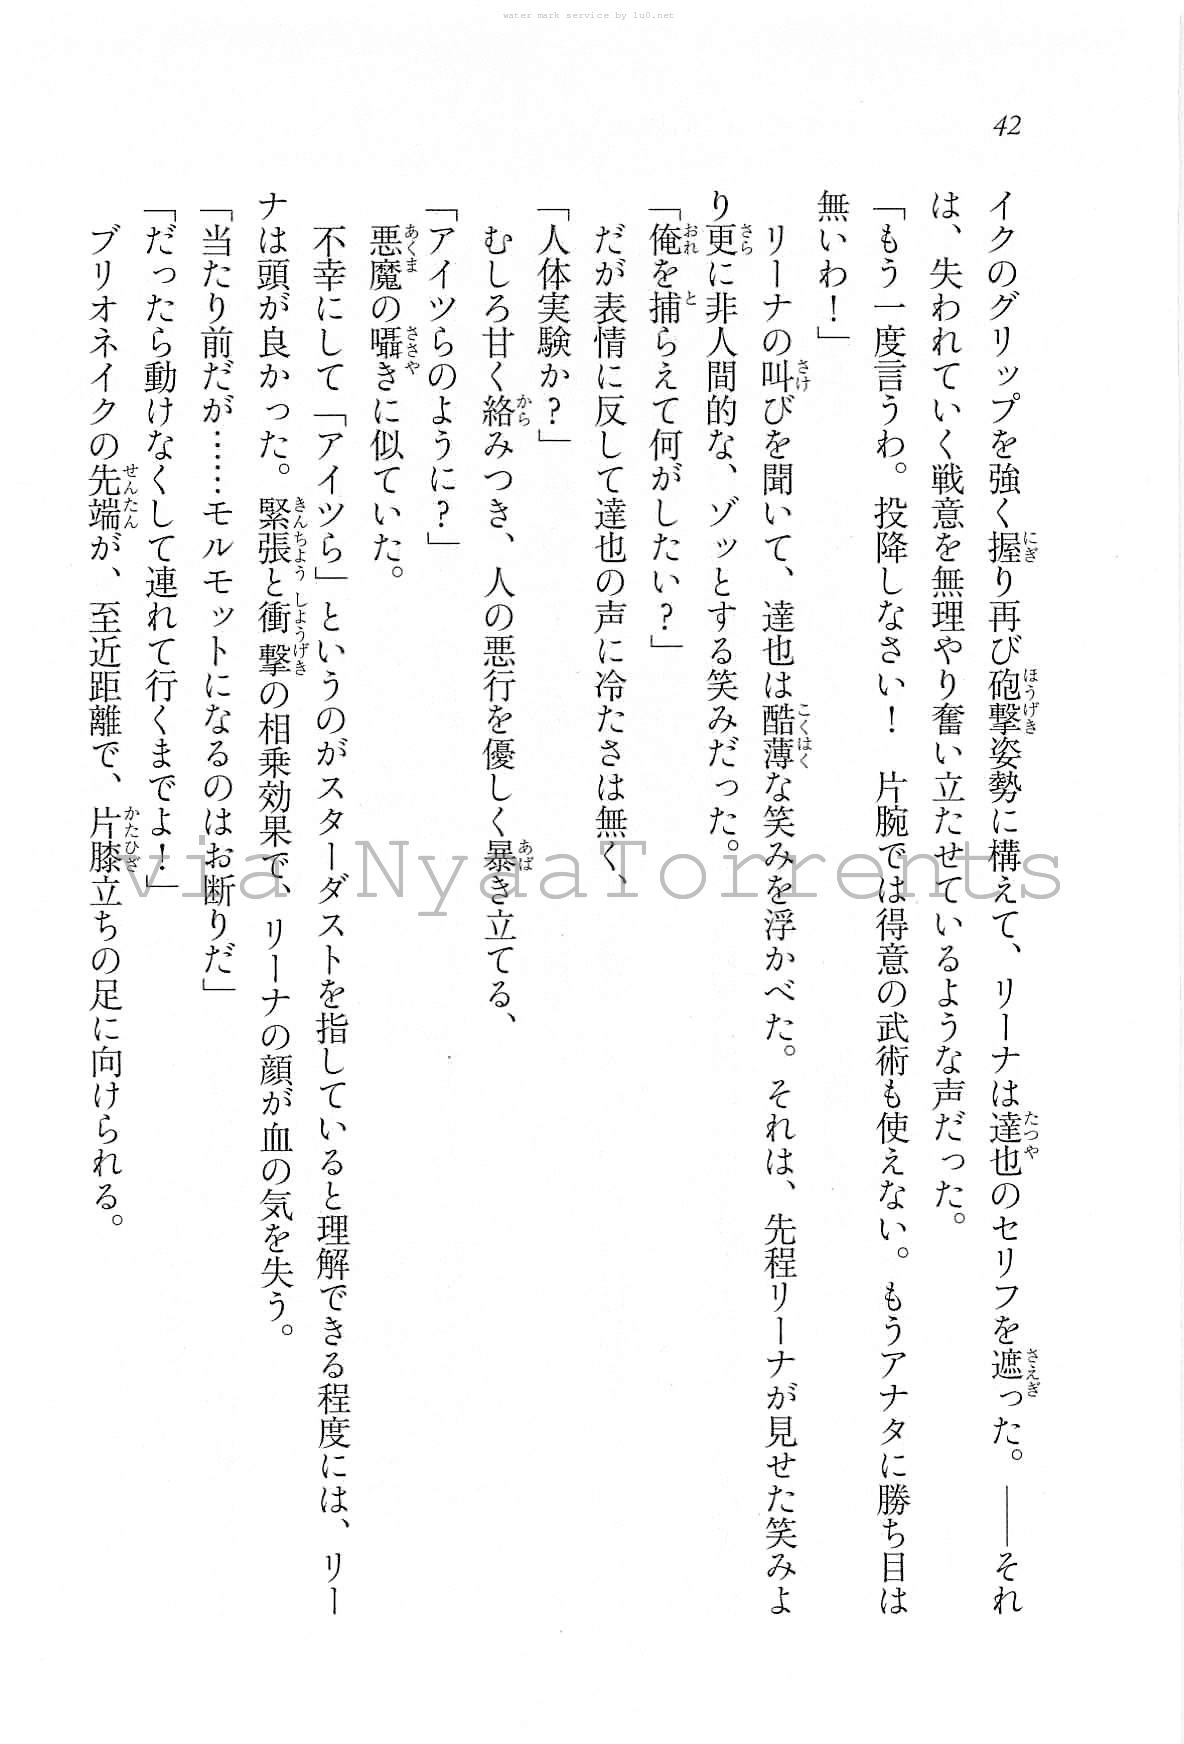 water mark service by lu0.net
42
イクのグリップを強く握り再び砲撃姿勢に構えて、リーナは達也のセリフを遮った。――それ
は、失われていく戦意を無理やり奮い立たせているような声だった。
「もう一度言うわ。投降しなさい！　片腕では得意の武術も使えない。もうアナタに勝ち目は
無いわ！」
リーナの叫びを聞いて、達也は酷薄な笑みを浮かべた。それは、先程リーナが見せた笑みよ
り更に非人間的な、ゾッとする笑みだった。
「俺を捕らえて何がしたい？」
だが表情に反して達也の声に冷たさは無く、
「人体実験か？」
むしろ甘く絡みつき、人の悪行を優しく暴き立てる、
「アイツらのように？」
悪魔の囁きに似ていた。
不幸にして「アイツら」というのがスターダストを指していると理解できる程度には、リー
ナは頭が良かった。緊張と衝撃の相乗効果で、リーナの顔が血の気を失う。
「当たり前だが……モルモットになるのはお断りだ」
「だったら動けなくして連れて行くまでよ！」
ブリオネイクの先端が、至近距離で、片膝立ちの足に向けられる。
via NyaaTorrents